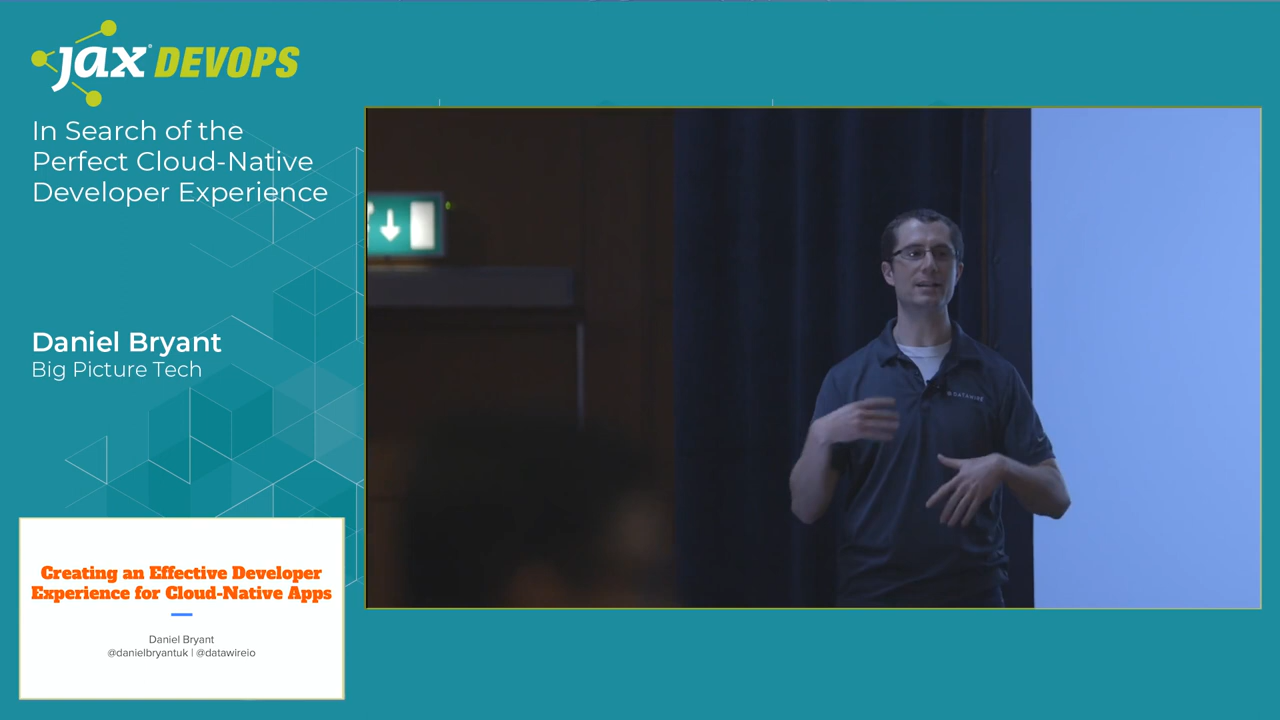 jax DEVOPS
In Search of the
Perfect Cloud-Native
Developer Experience
Daniel Bryant
Big Picture Tech
Creating an Effective Developer
Experience for Cloud-Native Apps
Daniel Bryant
@danielbryantuk | @datawireio
DATAWIRE